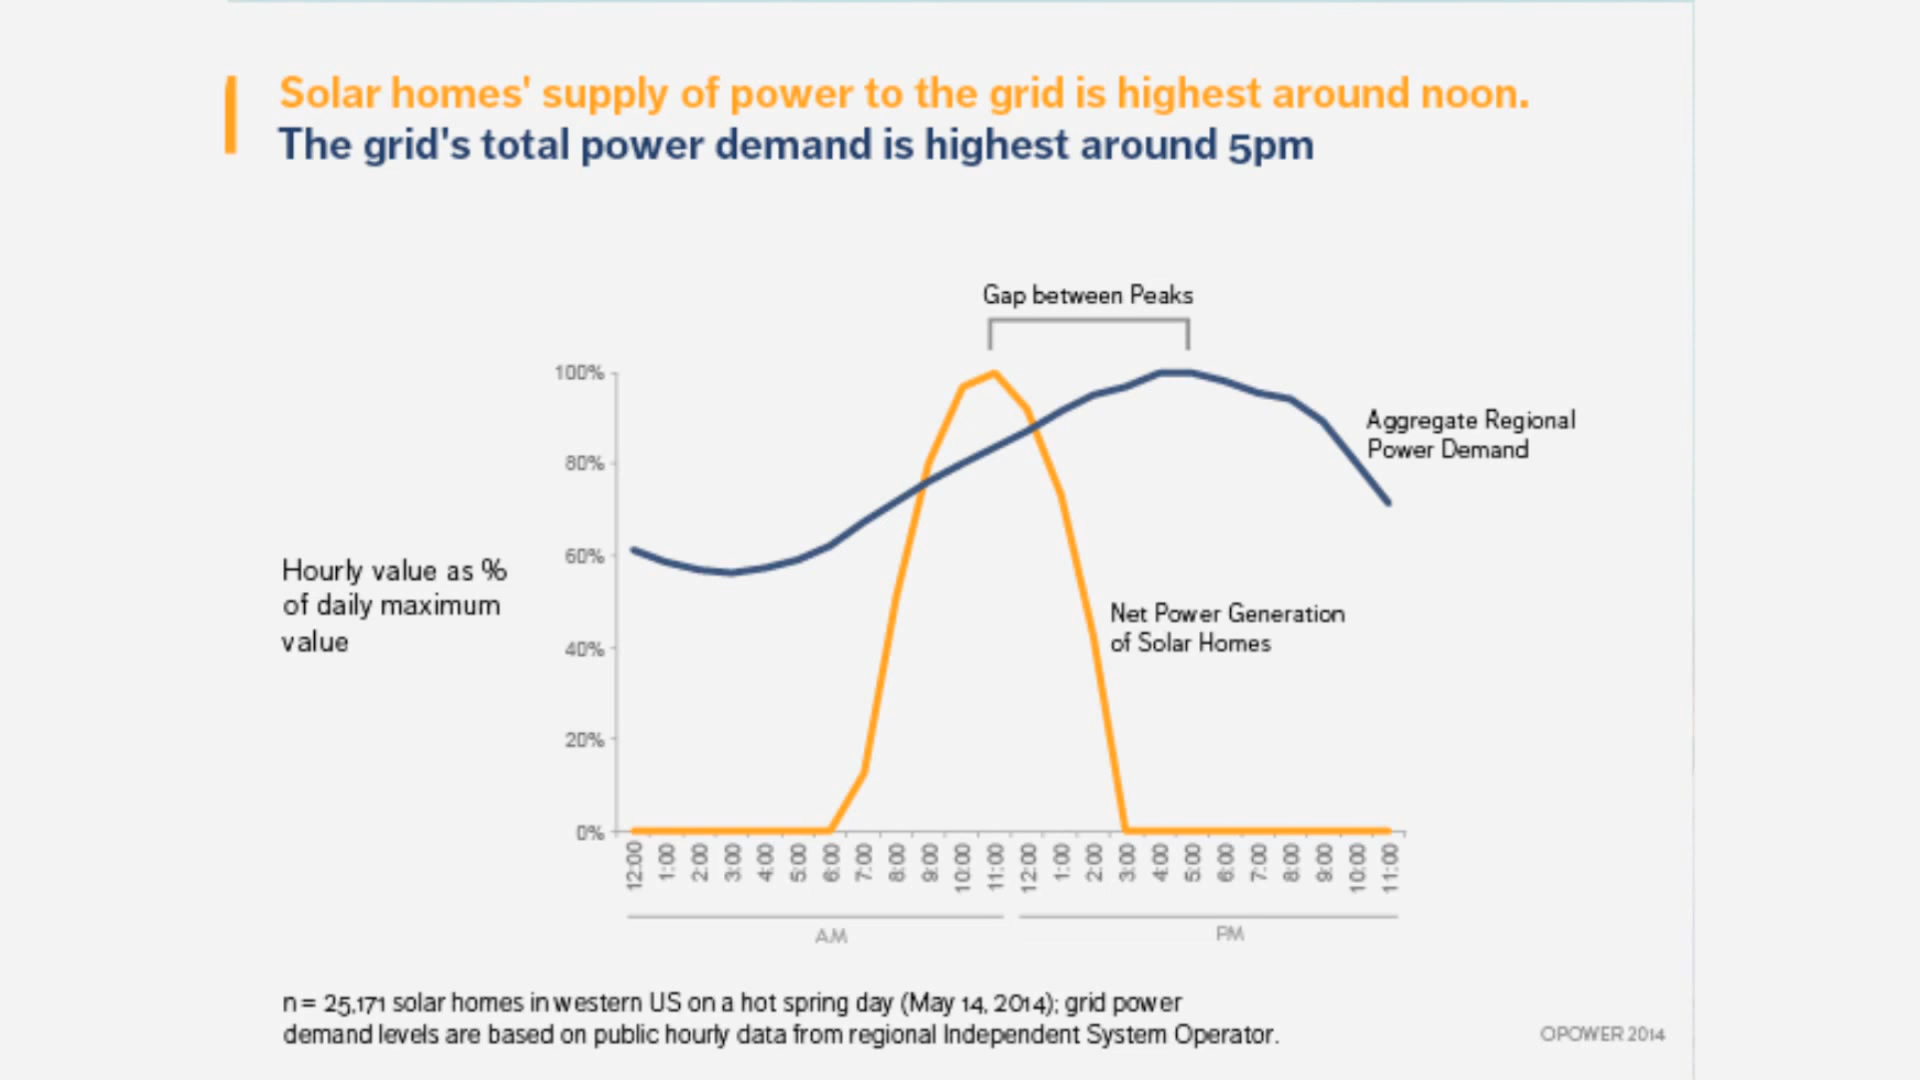 Solar homes' supply of power to the grid is highest around noon.
The grid's total power demand is highest around 5pm
Gap between Peaks
100%
80%
60%
40%
20%
0%
Hourly value as %
of daily maximum
value
Aggregate Regional
Power Demand
Net Power Generation
of Solar Homes
12:00 1:00 2:00 3:00 4:00 5:00 6:00 7:00 8:00 9:00 10:00 11:00 12:00 1:00 2:00 3:00 4:00 5:00 6:00 7:00 8:00 9:00 10:00 11:00
AM PM
n = 25,171 solar homes in western US on a hot spring day (May 14, 2014); grid power
demand levels are based on public hourly data from regional Independent System Operator.
OPOWER 2014